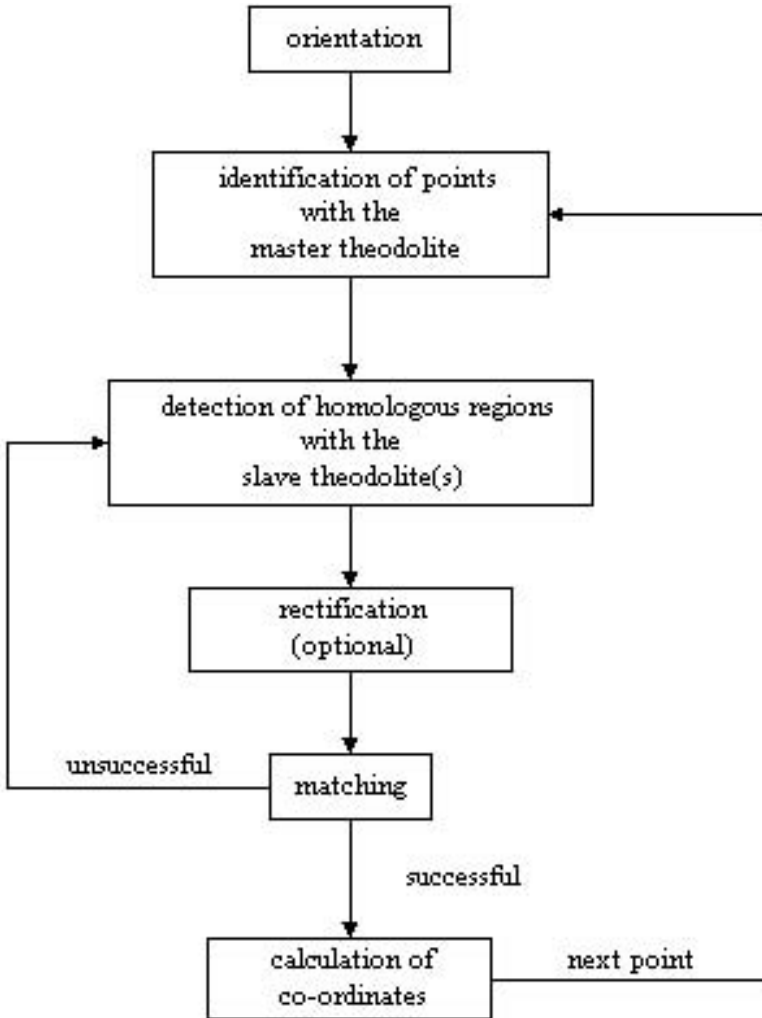 orientation
identification of points
with the
master theodolite
detection of homologous regions
with the
slave theodolite(s)
rectification
(optional)
unsuccessful
matching
successful
calculation of
co-ordinates
next point